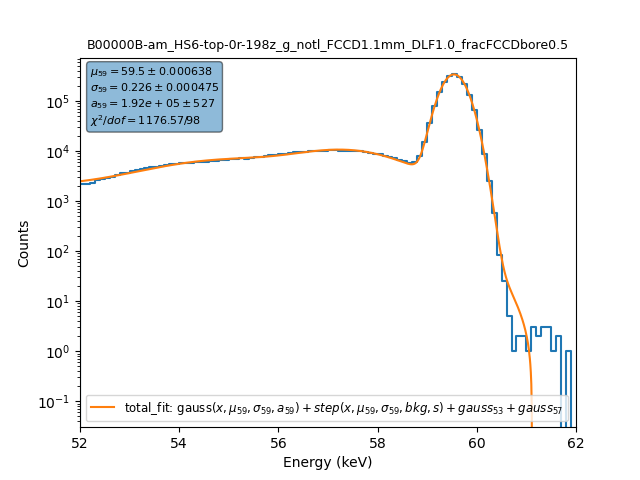 B00000B-am_HS6-top-0r-198z_g_notl_FCCD1.1mm_DLF1.0_fracFCCDbore0.5
μ₅₉ = 59.5 ± 0.000638
σ₅₉ = 0.226 ± 0.000475
a₅₉ = 1.92e + 05 ± 527
χ²/dof = 1176.57/98
Counts
10⁵
10⁴
10³
10²
10¹
10⁰
10⁻¹
total_fit: gauss(x, μ₅₉, σ₅₉, a₅₉) + step(x, μ₅₉, σ₅₉, bkg, s) + gauss₅₃ + gauss₅₇
52 54 56 58 60 62
Energy (keV)